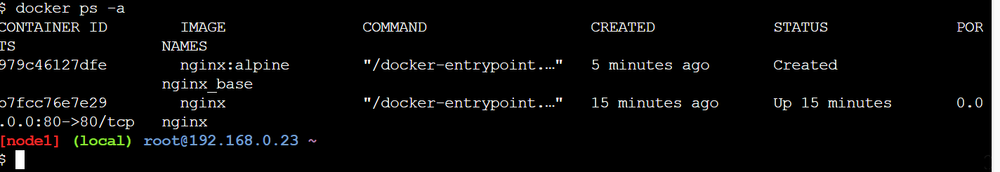 $ docker ps -a
CONTAINER ID IMAGE COMMAND CREATED STATUS POR
TS NAMES
979c46127dfe nginx:alpine "/docker-entrypoint.…" 5 minutes ago Created
nginx_base
b7fcc76e7e29 nginx "/docker-entrypoint.…" 15 minutes ago Up 15 minutes 0.0
.0.0:80->80/tcp nginx
[node1] (local) root@192.168.0.23 ~
$